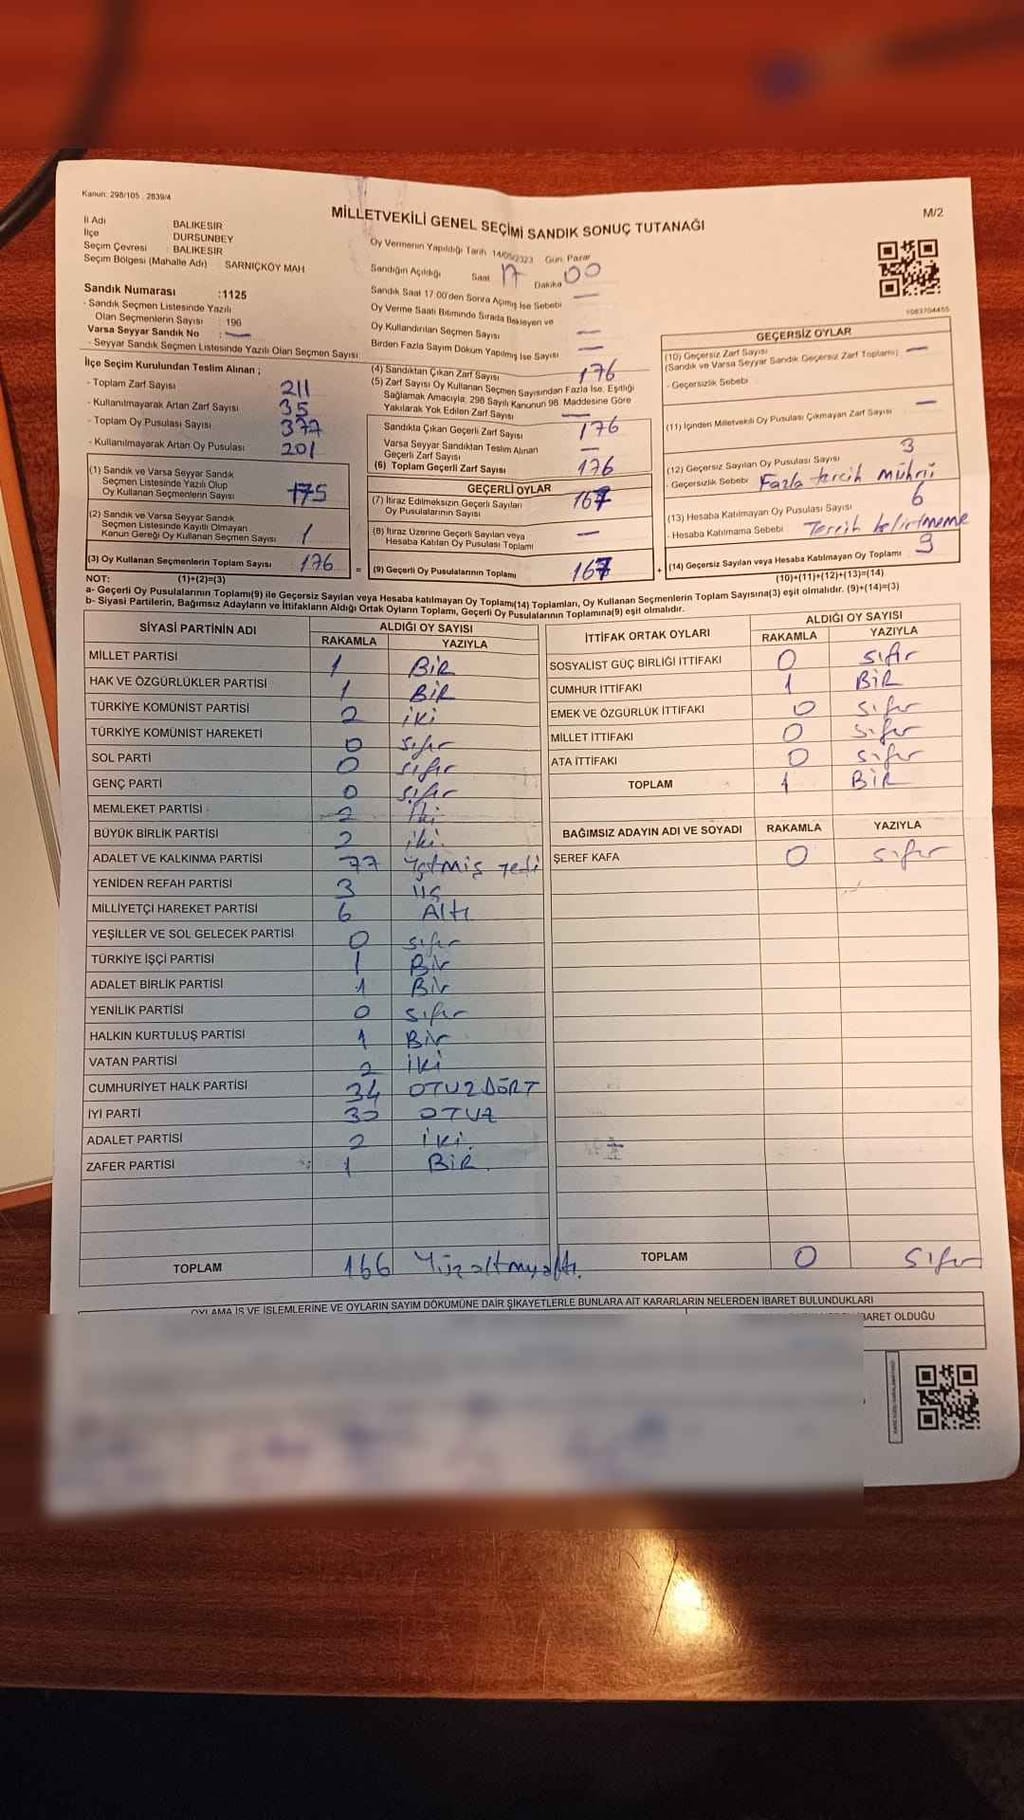 Kanun: 298/105 . 2839/4
MİLLETVEKİLİ GENEL SEÇİMİ SANDIK SONUÇ TUTANAĞI
M/2
İl Adı BALIKESİR
İlçe DURSUNBEY
Seçim Çevresi : BALIKESİR
Seçim Bölgesi (Mahalle Adı) : SARNIÇKÖY MAH
Sandık Numarası :1125
- Sandık Seçmen Listesinde Yazılı
Olan Seçmenlerin Sayısı : 196
Varsa Seyyar Sandık No : —
- Seyyar Sandık Seçmen Listesinde Yazılı Olan Seçmen Sayısı:
Oy Vermenin Yapıldığı Tarih 14/05/2323 Gün: Pazar
Sandığın Açıldığı Saat 17 Dakika 00
Sandık Saat 17:00'den Sonra Açımış İse Sebebi —
Oy Verme Saati Bitiminde Sırada Bekleyen ve
Oy Kullandırılan Seçmen Sayısı —
Birden Fazla Sayım Döküm Yapılmış İse Sayısı —
1083704455
İlçe Seçim Kurulundan Teslim Alınan ;
- Toplam Zarf Sayısı 211
- Kullanılmayarak Artan Zarf Sayısı 35
- Toplam Oy Pusulası Sayısı 377
- Kullanılmayarak Artan Oy Pusulası 201
(1) Sandık ve Varsa Seyyar Sandık
Seçmen Listesinde Yazılı Olup
Oy Kullanan Seçmenlerin Sayısı 175
(2) Sandık ve Varsa Seyyar Sandık
Seçmen Listesinde Kayıtlı Olmayan
Kanun Gereği Oy Kullanan Seçmen Sayısı 1
(3) Oy Kullanan Seçmenlerin Toplam Sayısı 176
(4) Sandıktan Çıkan Zarf Sayısı 176
(5) Zarf Sayısı Oy Kullanan Seçmen Sayısından Fazla İse, Eşitliği
Sağlamak Amacıyla; 298 Sayılı Kanunun 98. Maddesine Göre
Yakılarak Yok Edilen Zarf Sayısı —
Sandıkta Çıkan Geçerli Zarf Sayısı 176
Varsa Seyyar Sandıktan Teslim Alınan
Geçerli Zarf Sayısı —
(6) Toplam Geçerli Zarf Sayısı 176
GEÇERLİ OYLAR
(7) İtiraz Edilmeksizin Geçerli Sayılan
Oy Pusulalarının Sayısı 167
(8) İtiraz Üzerine Geçerli Sayılan veya
Hesaba Katılan Oy Pusulası Toplamı —
= (9) Geçerli Oy Pusulalarının Toplamı 167
GEÇERSİZ OYLAR
(10) Geçersiz Zarf Sayısı —
(Sandık ve Varsa Seyyar Sandık Geçersiz Zarf Toplamı)
- Geçersizlik Sebebi
(11) İçinden Milletvekili Oy Pusulası Çıkmayan Zarf Sayısı —
(12) Geçersiz Sayılan Oy Pusulası Sayısı 3
- Geçersizlik Sebebi Fazla tercih mührü
(13) Hesaba Katılmayan Oy Pusulası Sayısı 6
- Hesaba Katılmama Sebebi Tercih belirtmeme
+ (14) Geçersiz Sayılan veya Hesaba Katılmayan Oy Toplamı 9
NOT: (1)+(2)=(3) (10)+(11)+(12)+(13)=(14)
a- Geçerli Oy Pusulalarının Toplamı(9) ile Geçersiz Sayılan veya Hesaba katılmayan Oy Toplamı(14) Toplamları, Oy Kullanan Seçmenlerin Toplam Sayısına(3) eşit olmalıdır. (9)+(14)=(3)
b- Siyasi Partilerin, Bağımsız Adayların ve İttifakların Aldığı Ortak Oyların Toplamı, Geçerli Oy Pusulalarının Toplamına(9) eşit olmalıdır.
SİYASİ PARTİNİN ADI ALDIĞI OY SAYISI
RAKAMLA YAZIYLA
MİLLET PARTİSİ 1 BİR
HAK VE ÖZGÜRLÜKLER PARTİSİ 1 BİR
TÜRKİYE KOMÜNİST PARTİSİ 2 iki
TÜRKİYE KOMÜNİST HAREKETİ 0 sıfır
SOL PARTİ 0 sıfır
GENÇ PARTİ 0 sıfır
MEMLEKET PARTİSİ 2 İki
BÜYÜK BİRLİK PARTİSİ 2 iki.
ADALET VE KALKINMA PARTİSİ 77 Yetmiş Yedi
YENİDEN REFAH PARTİSİ 3 üç
MİLLİYETÇİ HAREKET PARTİSİ 6 Altı
YEŞİLLER VE SOL GELECEK PARTİSİ 0 sıfır
TÜRKİYE İŞÇİ PARTİSİ 1 Bir
ADALET BİRLİK PARTİSİ 1 Bir
YENİLİK PARTİSİ 0 sıfır
HALKIN KURTULUŞ PARTİSİ 1 Bir
VATAN PARTİSİ 2 İKİ
CUMHURİYET HALK PARTİSİ 34 OTUZDÖRT
İYİ PARTİ 30 OTUZ
ADALET PARTİSİ 2 İKİ.
ZAFER PARTİSİ 1 BİR.
TOPLAM 166 Yüzaltmışaltı.
İTTİFAK ORTAK OYLARI ALDIĞI OY SAYISI
RAKAMLA YAZIYLA
SOSYALİST GÜÇ BİRLİĞİ İTTİFAKI 0 sıfır
CUMHUR İTTİFAKI 1 BİR
EMEK VE ÖZGÜRLÜK İTTİFAKI 0 sıfır
MİLLET İTTİFAKI 0 sıfır
ATA İTTİFAKI 0 sıfır
TOPLAM 1 BİR
BAĞIMSIZ ADAYIN ADI VE SOYADI RAKAMLA YAZIYLA
ŞEREF KAFA 0 sıfır
TOPLAM 0 Sıfır
OYLAMA İŞ VE İŞLEMLERİNE VE OYLARIN SAYIM DÖKÜMÜNE DAİR ŞİKAYETLERLE BUNLARA AİT KARARLARIN NELERDEN İBARET BULUNDUKLARI
İBARET OLDUĞU